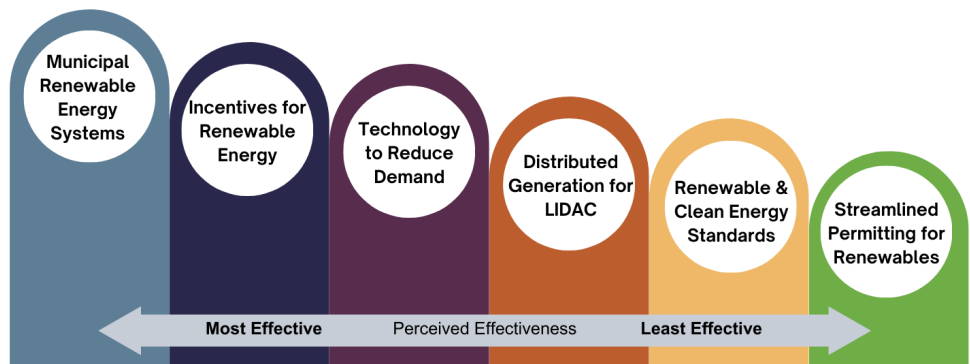 Municipal
Renewable
Energy
Systems
Incentives for
Renewable
Energy
Technology
to Reduce
Demand
Distributed
Generation for
LIDAC
Renewable &
Clean Energy
Standards
Streamlined
Permitting for
Renewables
Most Effective Perceived Effectiveness Least Effective